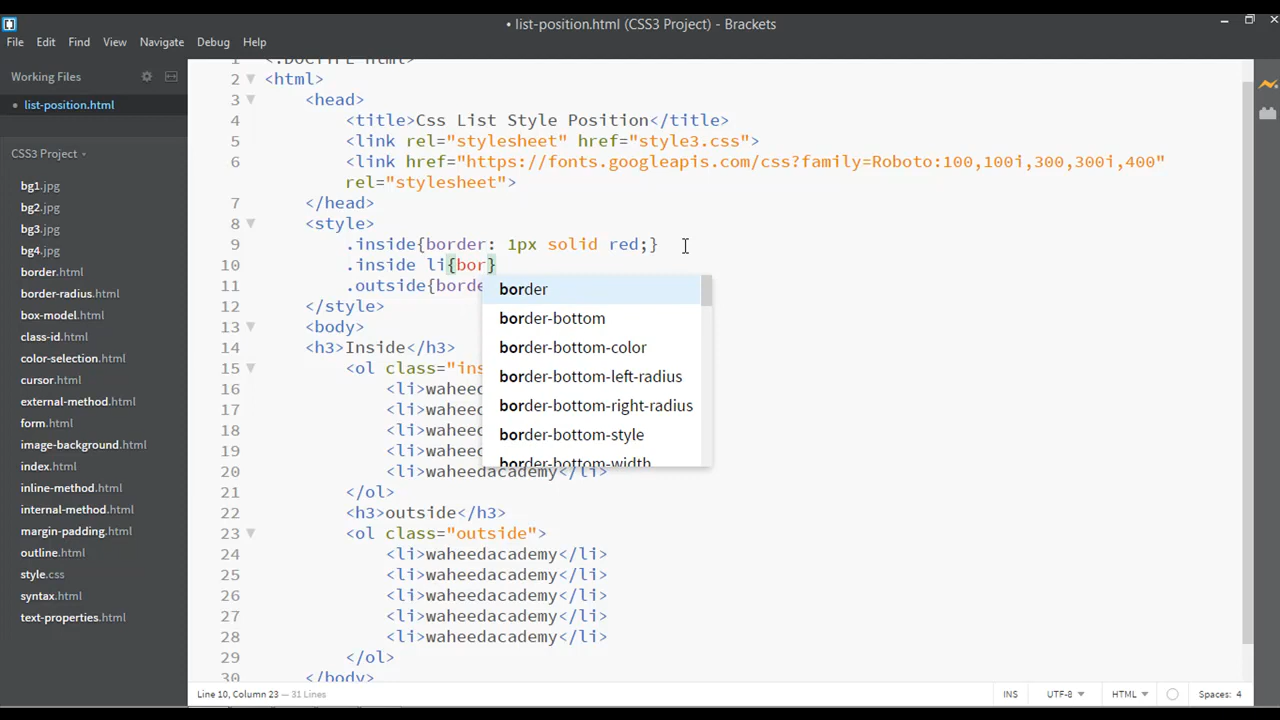 • list-position.html (CSS3 Project) - Brackets
File Edit Find View Navigate Debug Help
Working Files
• list-position.html
CSS3 Project
bg1.jpg
bg2.jpg
bg3.jpg
bg4.jpg
border.html
border-radius.html
box-model.html
class-id.html
color-selection.html
cursor.html
external-method.html
form.html
image-background.html
index.html
inline-method.html
internal-method.html
margin-padding.html
outline.html
style.css
syntax.html
text-properties.html
1 <!DOCTYPE html>
2 <html>
3 <head>
4 <title>Css List Style Position</title>
5 <link rel="stylesheet" href="style3.css">
6 <link href="https://fonts.googleapis.com/css?family=Roboto:100,100i,300,300i,400"
rel="stylesheet">
7 </head>
8 <style>
9 .inside{border: 1px solid red;}
10 .inside li{bor}
11 .outside{borde
12 </style>
13 <body>
14 <h3>Inside</h3>
15 <ol class="ins
16 <li>waheed
17 <li>waheed
18 <li>waheed
19 <li>waheed
20 <li>waheedacademy</li>
21 </ol>
22 <h3>outside</h3>
23 <ol class="outside">
24 <li>waheedacademy</li>
25 <li>waheedacademy</li>
26 <li>waheedacademy</li>
27 <li>waheedacademy</li>
28 <li>waheedacademy</li>
29 </ol>
30 </body>
border
border-bottom
border-bottom-color
border-bottom-left-radius
border-bottom-right-radius
border-bottom-style
border-bottom-width
Line 10, Column 23 — 31 Lines
INS UTF-8 HTML Spaces: 4